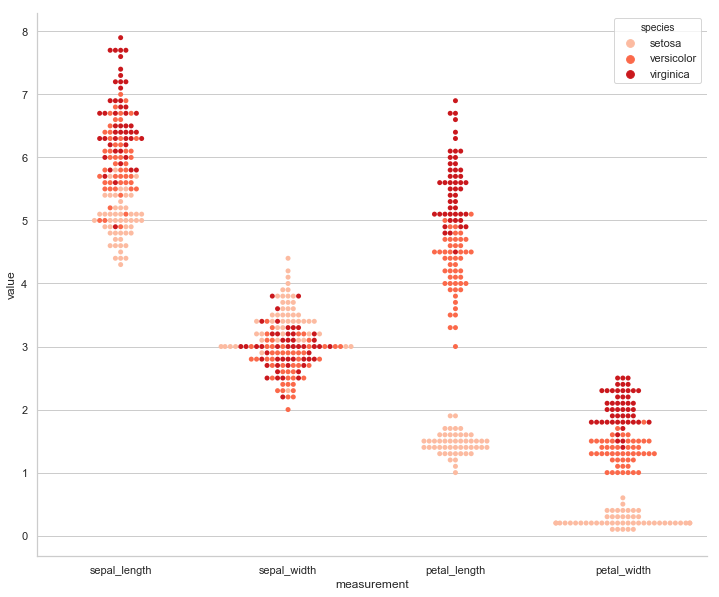 species
setosa
versicolor
virginica
value
8
7
6
5
4
3
2
1
0
sepal_length
sepal_width
petal_length
petal_width
measurement